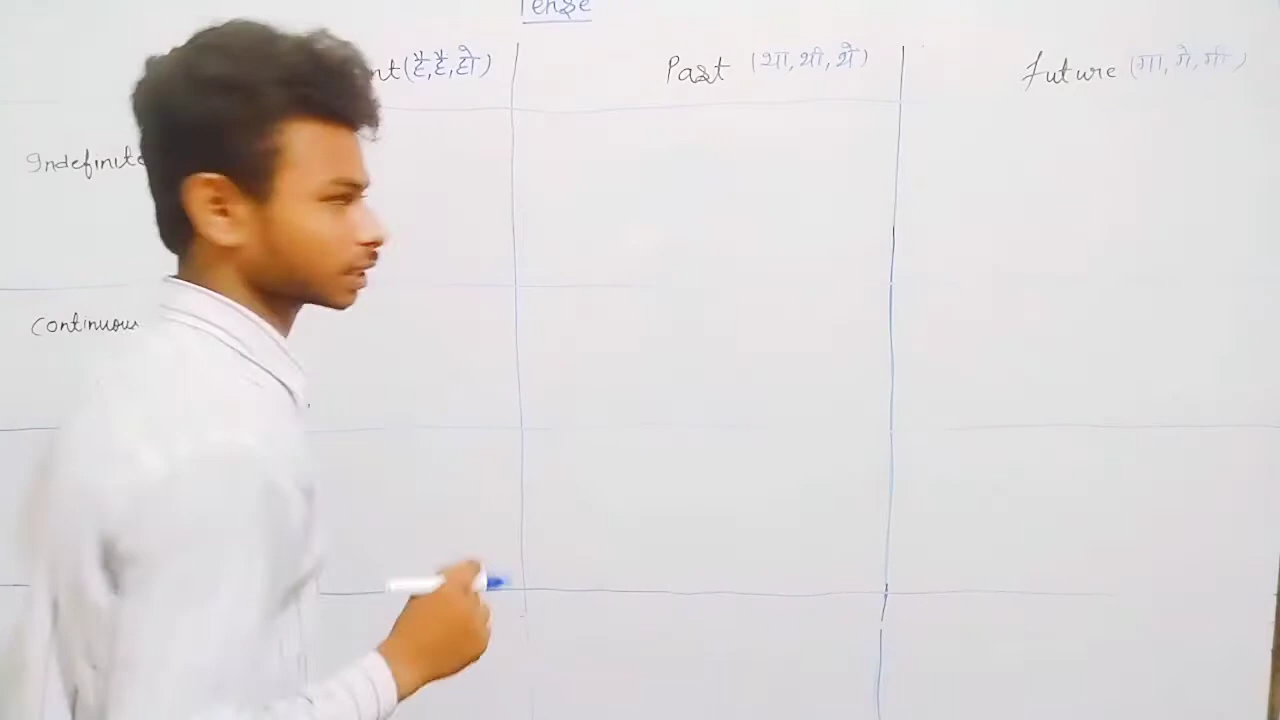 Tense
nt (है, हैं, हो) Past (था, थी, थे) Future (गा, गे, गी)
Indefinite
Continuous